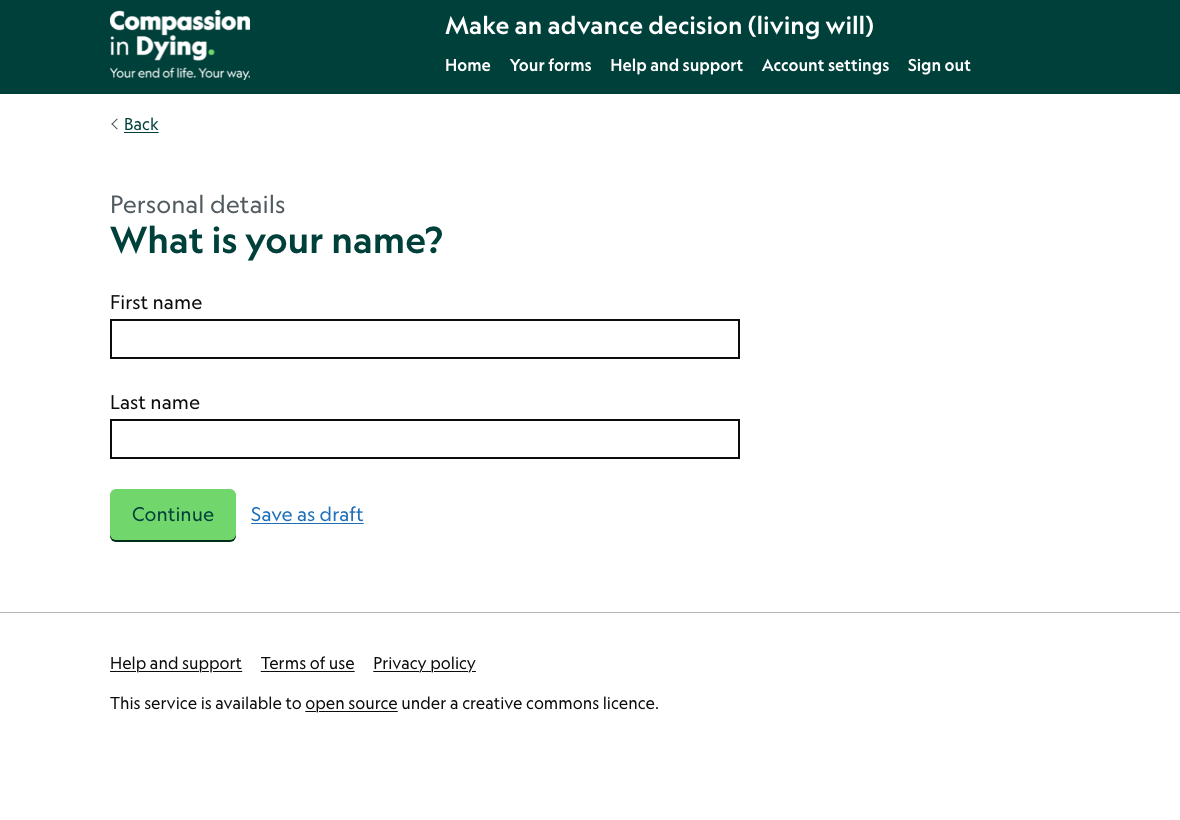 Compassion
in Dying.
Your end of life. Your way.
Make an advance decision (living will)
Home Your forms Help and support Account settings Sign out
Back
Personal details
What is your name?
First name
Last name
Continue Save as draft
Help and support Terms of use Privacy policy
This service is available to open source under a creative commons licence.